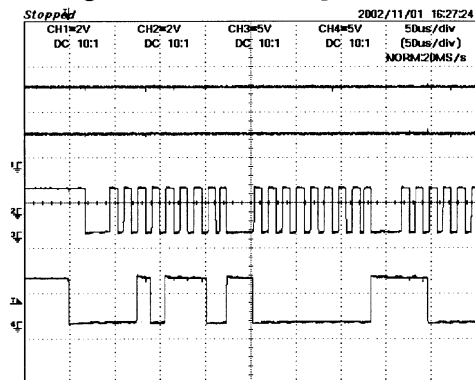 Stopped 2002/11/01 16:27:24
CH1=2V CH2=2V CH3=5V CH4=5V 50us/div
DC 10:1 DC 10:1 DC 10:1 DC 10:1 (50us/div)
NORM:20MS/s